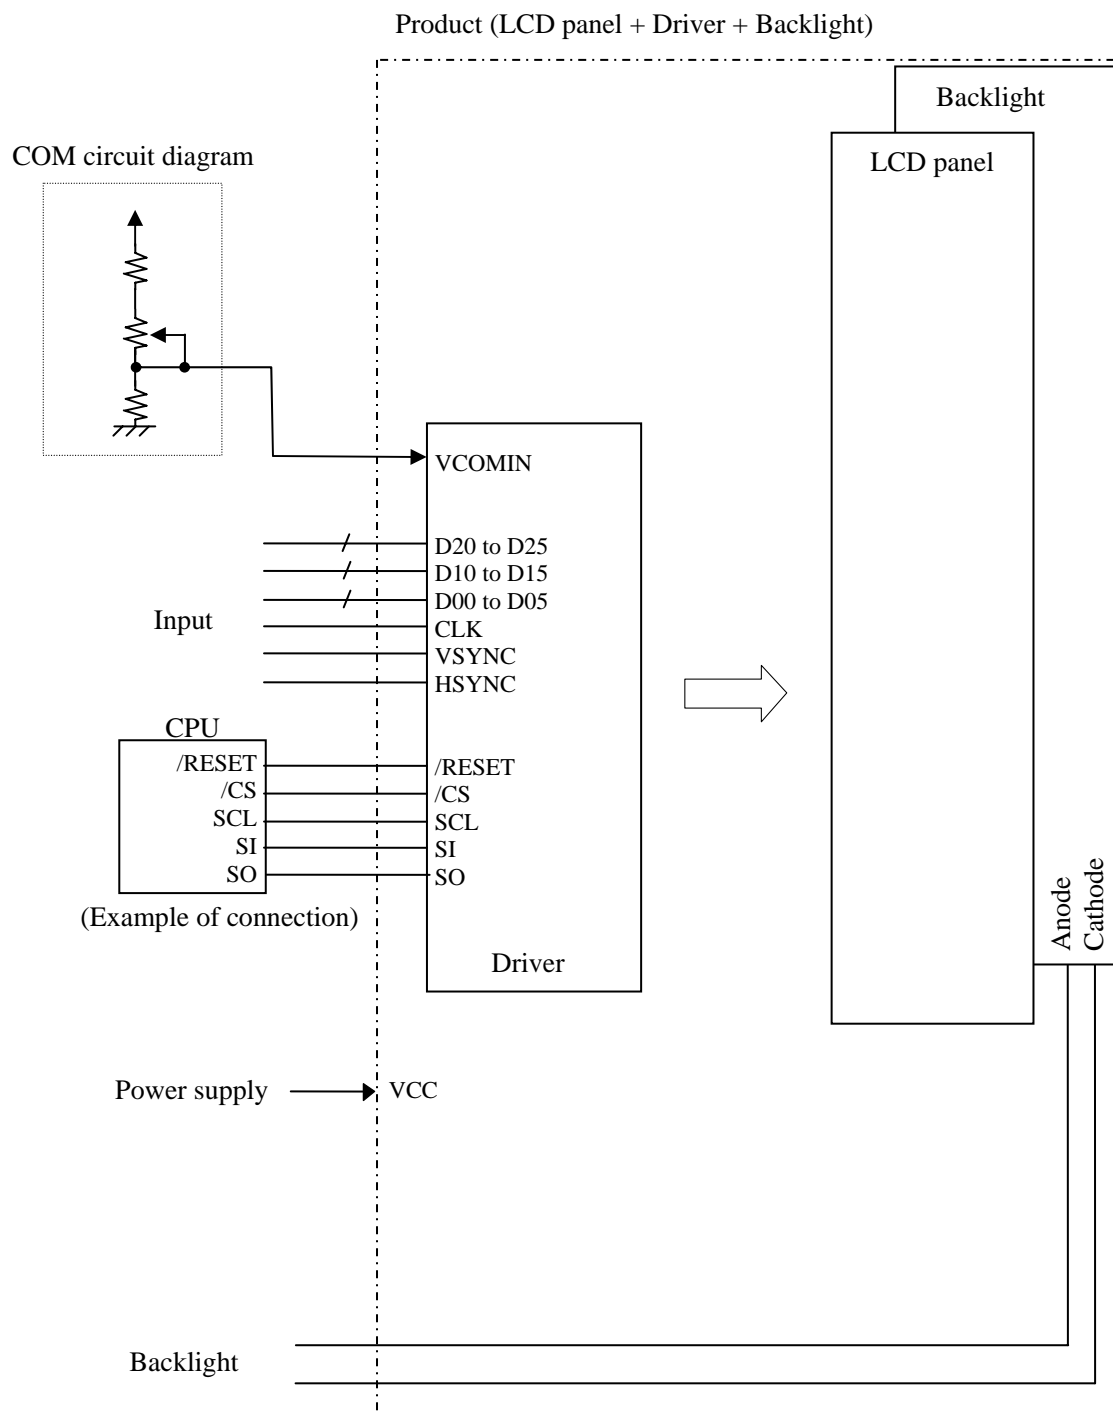 Product (LCD panel + Driver + Backlight)
Backlight
LCD panel
COM circuit diagram
VCOMIN
D20 to D25
D10 to D15
D00 to D05
Input
CLK
VSYNC
HSYNC
CPU
/RESET
/CS
SCL
SI
SO
/RESET
/CS
SCL
SI
SO
(Example of connection)
Driver
Anode
Cathode
Power supply
VCC
Backlight